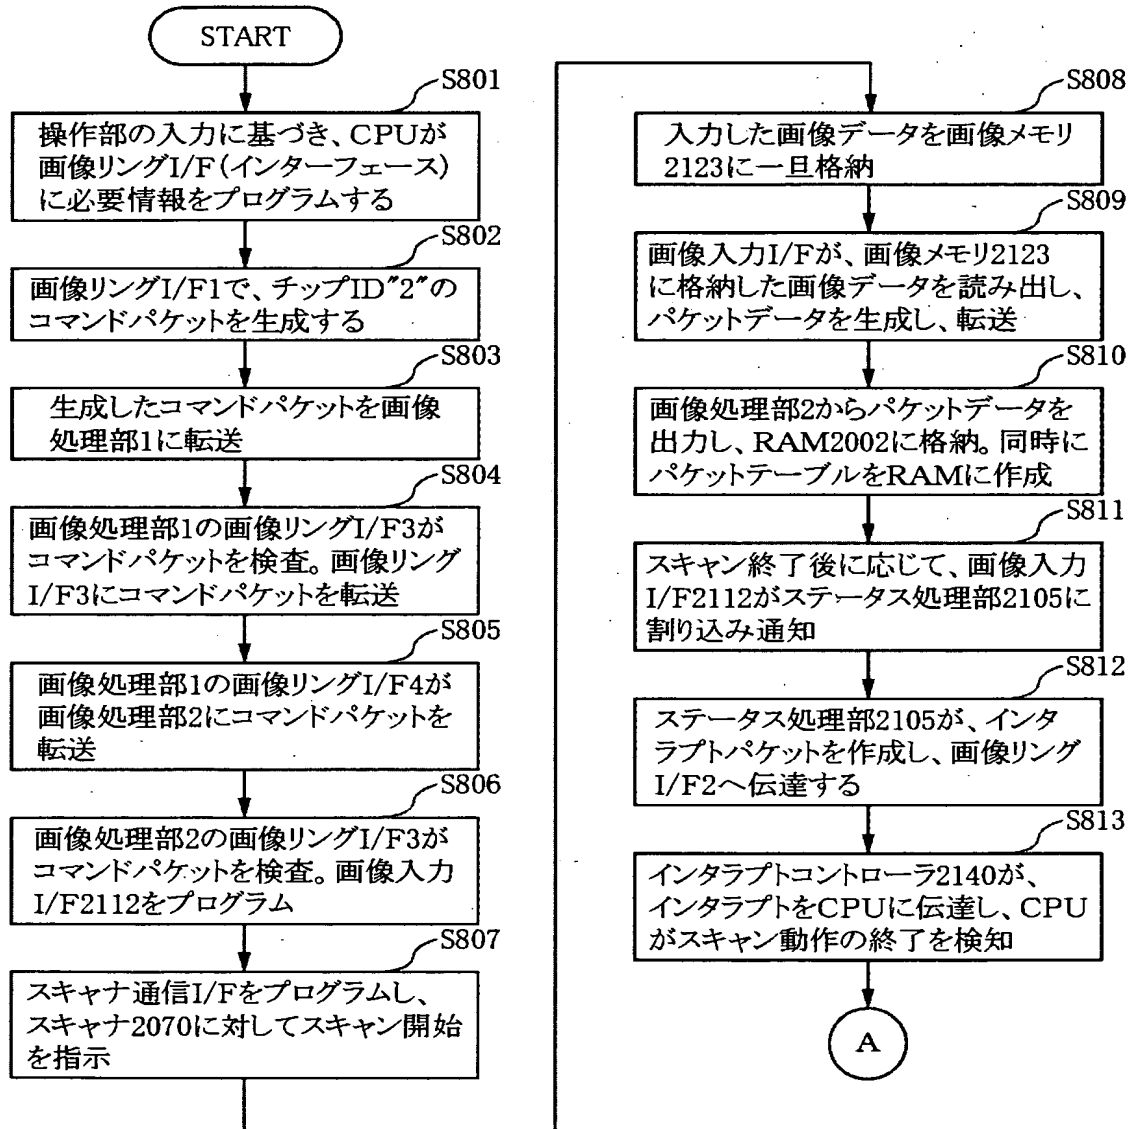 START
S801
操作部の入力に基づき、CPUが
画像リングI/F(インターフェース)
に必要情報をプログラムする
S802
画像リングI/F1で、チップID"2"の
コマンドパケットを生成する
S803
生成したコマンドパケットを画像
処理部1に転送
S804
画像処理部1の画像リングI/F3が
コマンドパケットを検査。画像リング
I/F3にコマンドパケットを転送
S805
画像処理部1の画像リングI/F4が
画像処理部2にコマンドパケットを
転送
S806
画像処理部2の画像リングI/F3が
コマンドパケットを検査。画像入力
I/F2112をプログラム
S807
スキャナ通信I/Fをプログラムし、
スキャナ2070に対してスキャン開始
を指示
S808
入力した画像データを画像メモリ
2123に一旦格納
S809
画像入力I/Fが、画像メモリ2123
に格納した画像データを読み出し、
パケットデータを生成し、転送
S810
画像処理部2からパケットデータを
出力し、RAM2002に格納。同時に
パケットテーブルをRAMに作成
S811
スキャン終了後に応じて、画像入力
I/F2112がステータス処理部2105に
割り込み通知
S812
ステータス処理部2105が、インタ
ラプトパケットを作成し、画像リング
I/F2へ伝達する
S813
インタラプトコントローラ2140が、
インタラプトをCPUに伝達し、CPU
がスキャン動作の終了を検知
A